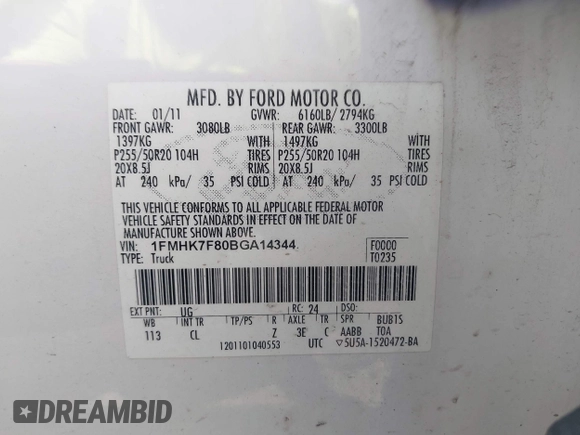 MFD. BY FORD MOTOR CO.
DATE: 01/11 GVWR: 6160LB/ 2794KG
FRONT GAWR: 3080LB REAR GAWR: 3300LB
1397KG WITH 1497KG WITH
P255/50R20 104H TIRES P255/50R20 104H TIRES
20X8.5J RIMS 20X8.5J RIMS
AT 240 kPa/ 35 PSI COLD AT 240 kPa/ 35 PSI COLD
THIS VEHICLE CONFORMS TO ALL APPLICABLE FEDERAL MOTOR
VEHICLE SAFETY STANDARDS IN EFFECT ON THE DATE OF
MANUFACTURE SHOWN ABOVE.
VIN: 1FMHK7F80BGA14344 F0000
TYPE: Truck T0235
EXT PNT: UG RC: 24 DSO:
WB INT TR TP/PS R AXLE TR SPR BUB1S
113 CL Z 3E C AABB TOA
1201101040553 UTC ▽5U5A-1520472-BA
DREAMBID